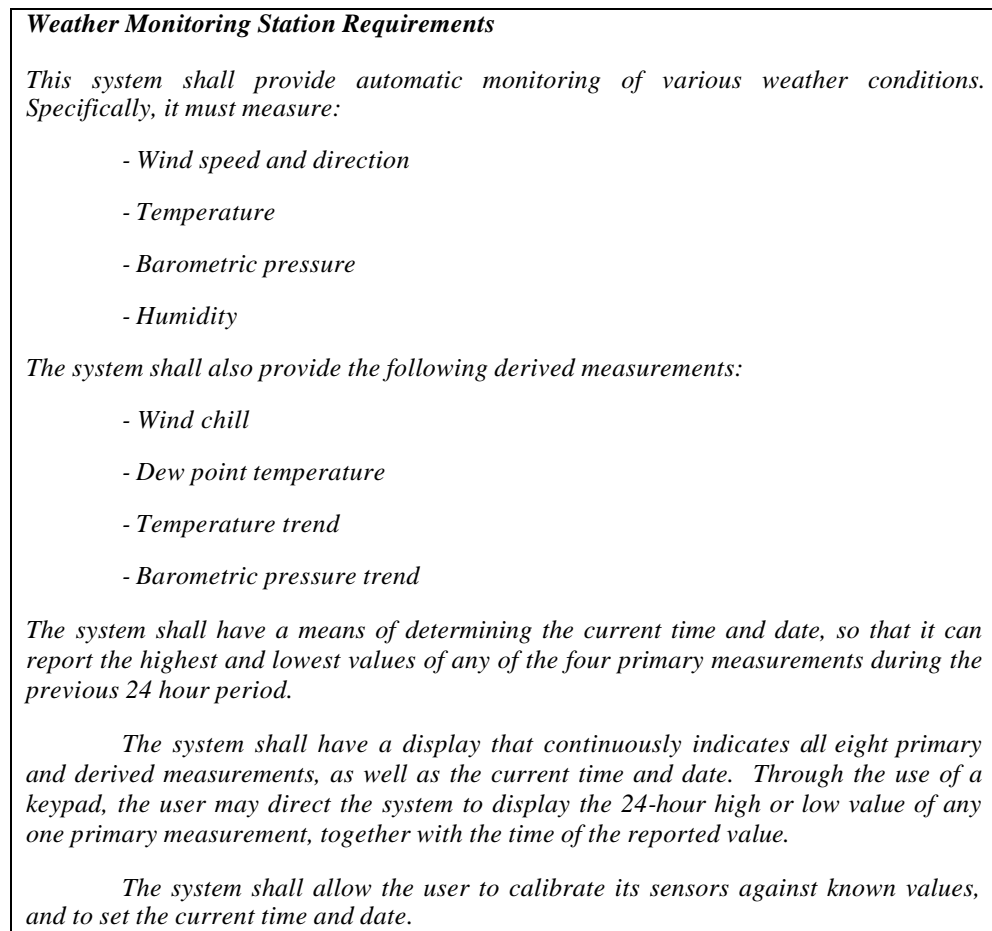 Weather Monitoring Station Requirements
This system shall provide automatic monitoring of various weather conditions.
Specifically, it must measure:
- Wind speed and direction
- Temperature
- Barometric pressure
- Humidity
The system shall also provide the following derived measurements:
- Wind chill
- Dew point temperature
- Temperature trend
- Barometric pressure trend
The system shall have a means of determining the current time and date, so that it can
report the highest and lowest values of any of the four primary measurements during the
previous 24 hour period.
The system shall have a display that continuously indicates all eight primary
and derived measurements, as well as the current time and date. Through the use of a
keypad, the user may direct the system to display the 24-hour high or low value of any
one primary measurement, together with the time of the reported value.
The system shall allow the user to calibrate its sensors against known values,
and to set the current time and date.